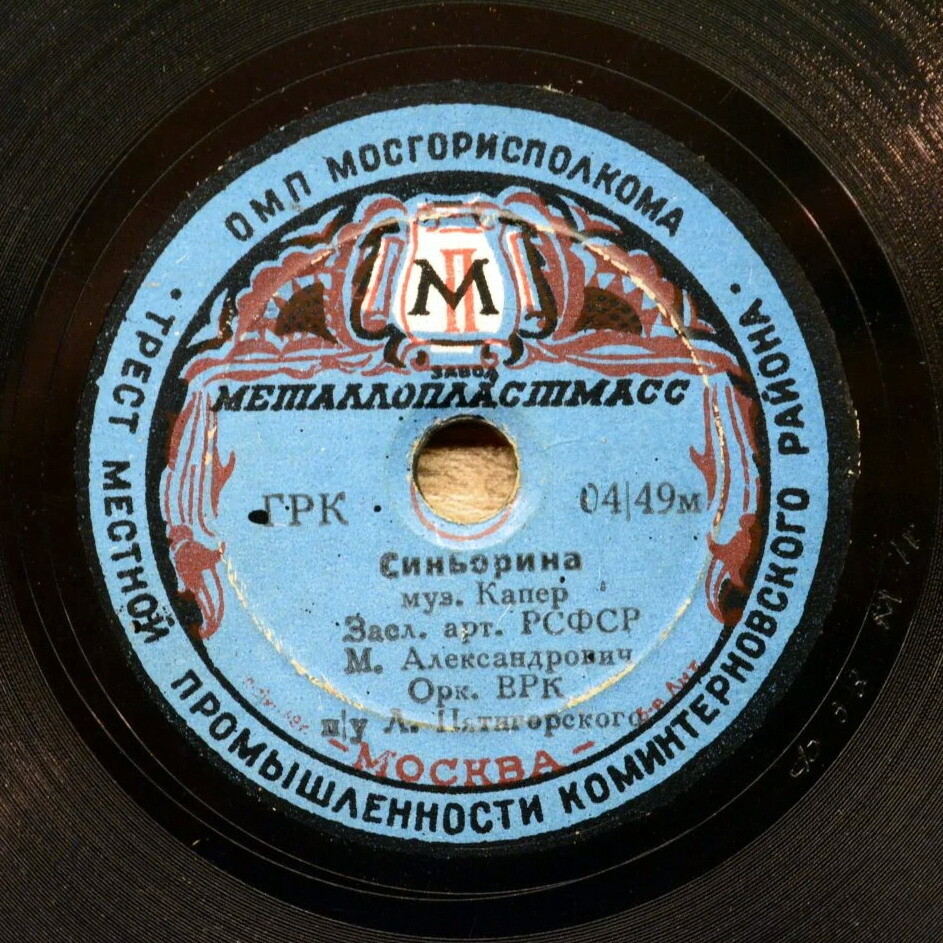 ОМП МОСГОРИСПОЛКОМА
• ТРЕСТ МЕСТНОЙ ПРОМЫШЛЕННОСТИ КОМИНТЕРНОВСКОГО РАЙОНА •
МП
ЗАВОД
МЕТАЛЛОПЛАСТМАСС
ГРК 04|49м
Синьорина
муз. Капер
Засл. арт. РСФСР
М. Александрович
Орк. ВРК
п|у Л. Пятигорского
-МОСКВА-